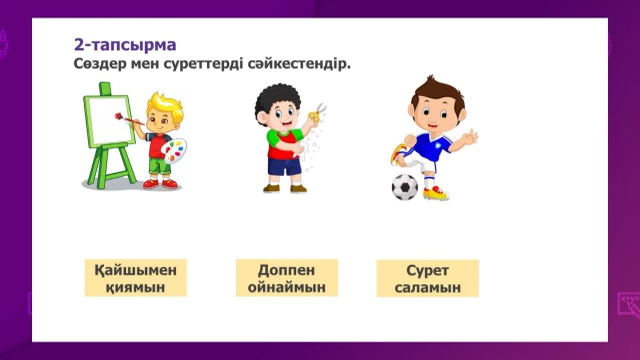 2-тапсырма
Сөздер мен суреттерді сәйкестендір.
Қайшымен
қиямын
Доппен
ойнаймын
Сурет
саламын